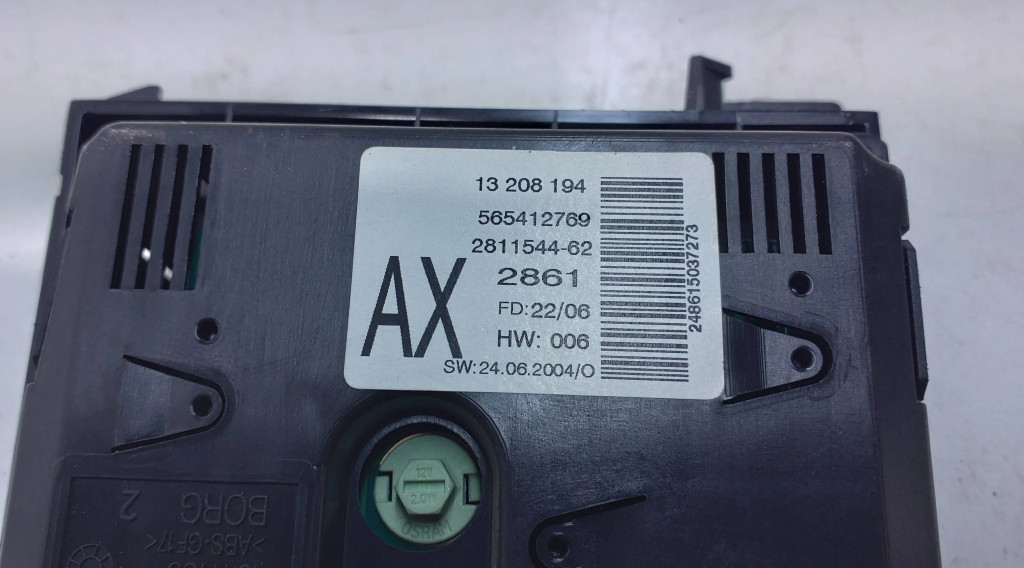 13 208 194
565412769
2811544-62
2861
AX
FD:22/06
HW: 006
SW:24.06.2004/O
248615037273
12V
2.0W
OSRAM
2
BORG
>ABS-GF17<